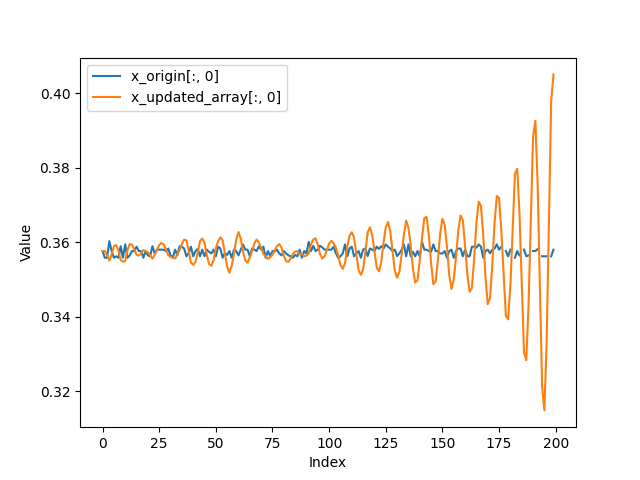 x_origin[:, 0]
x_updated_array[:, 0]
0.40
0.38
0.36
0.34
0.32
Value
0 25 50 75 100 125 150 175 200
Index